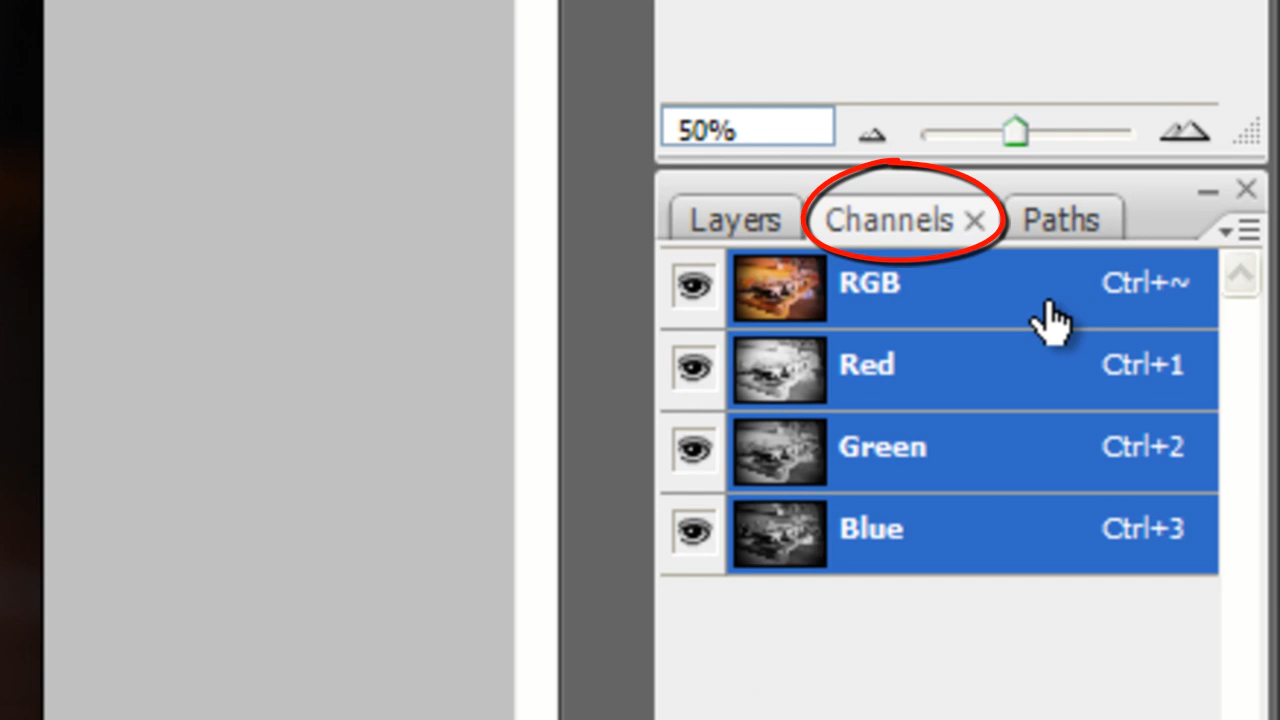 50%
Layers Channels Paths
RGB Ctrl+~
Red Ctrl+1
Green Ctrl+2
Blue Ctrl+3